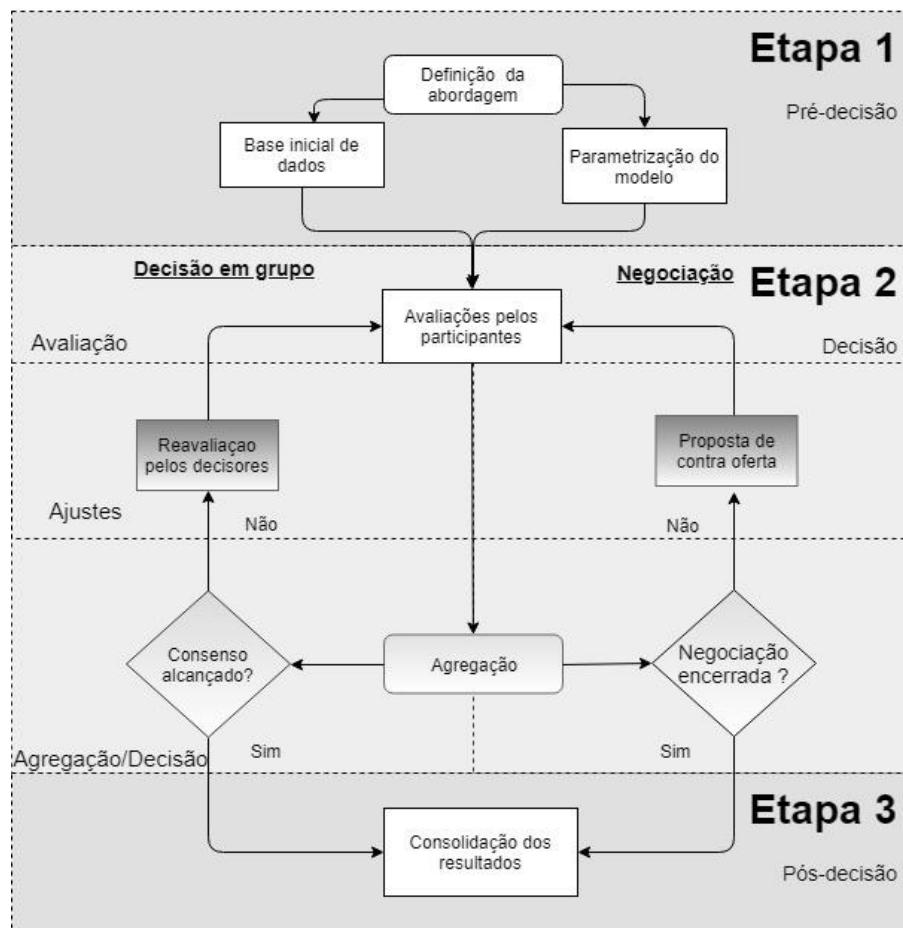 Etapa 1
Definição da
abordagem
Pré-decisão
Base inicial de
dados
Parametrização do
modelo
Decisão em grupo
Negociação
Etapa 2
Avaliações pelos
participantes
Avaliação
Decisão
Reavaliaçao
pelos decisores
Proposta de
contra oferta
Ajustes
Não
Não
Consenso
alcançado?
Agregação
Negociação
encerrada ?
Agregação/Decisão
Sim
Sim
Etapa 3
Consolidação dos
resultados
Pós-decisão